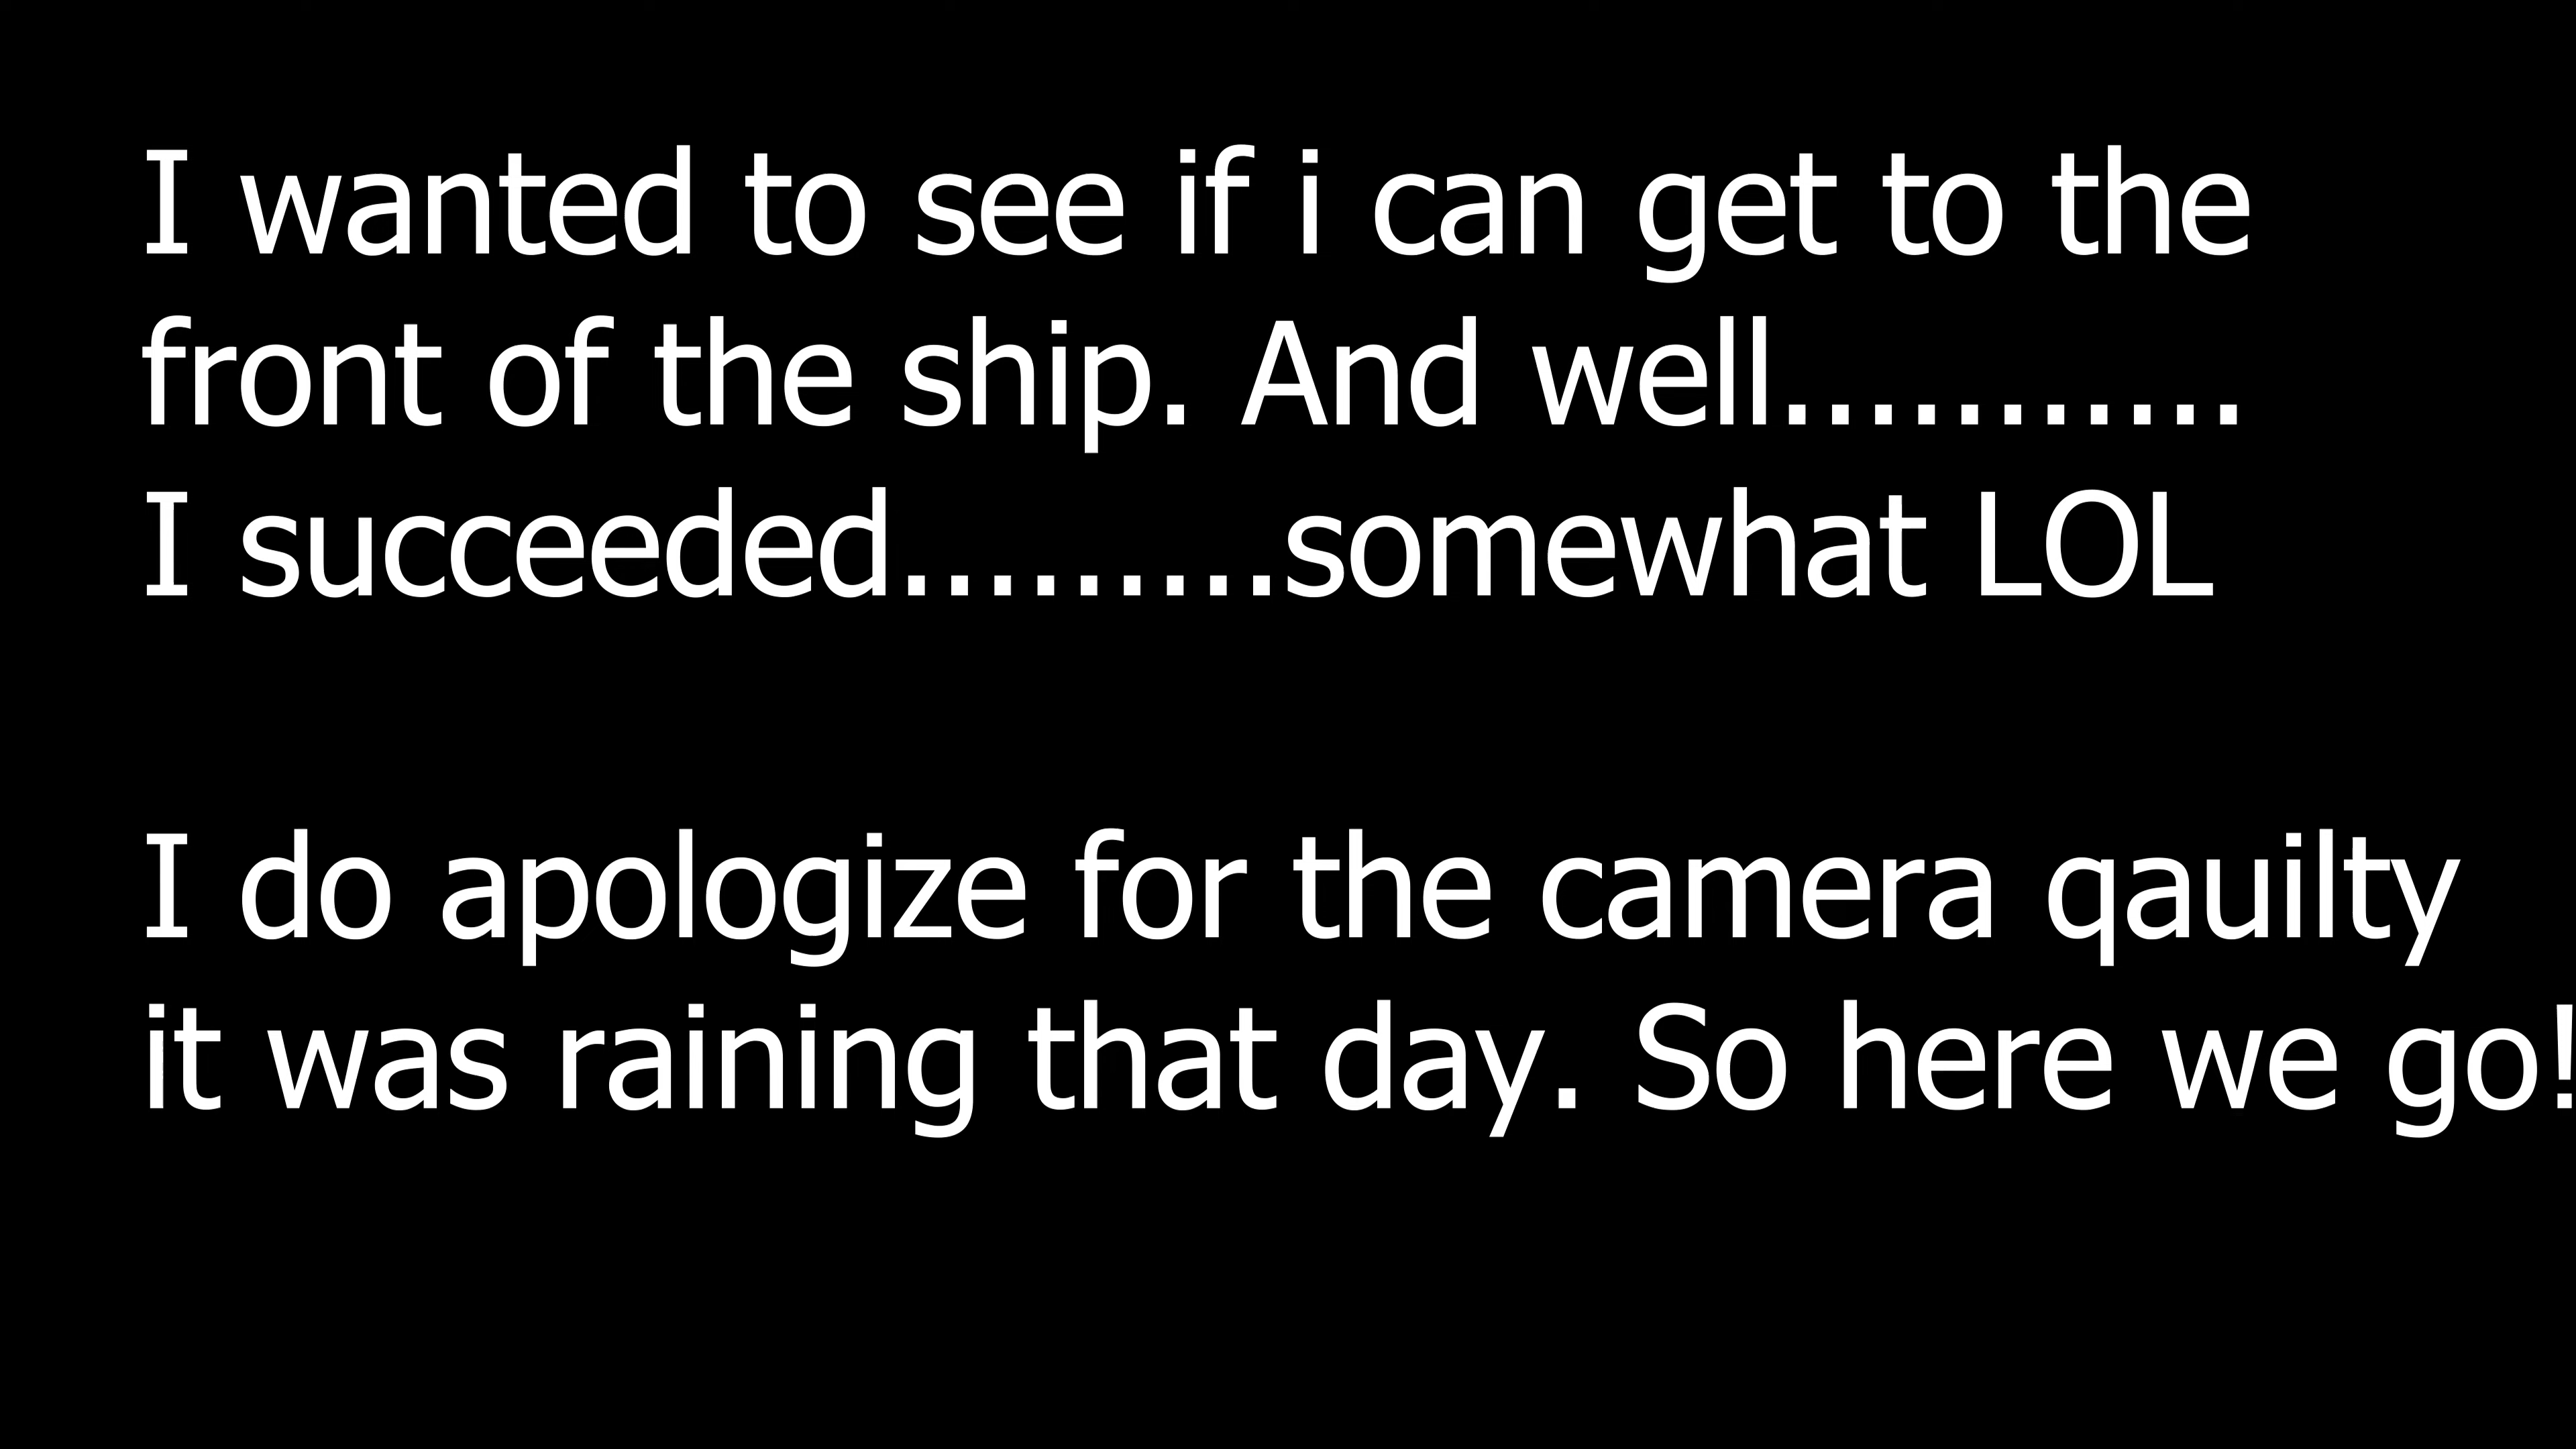 I wanted to see if i can get to the
front of the ship. And well...........
I succeeded.........somewhat LOL
I do apologize for the camera qauilty
it was raining that day. So here we go!